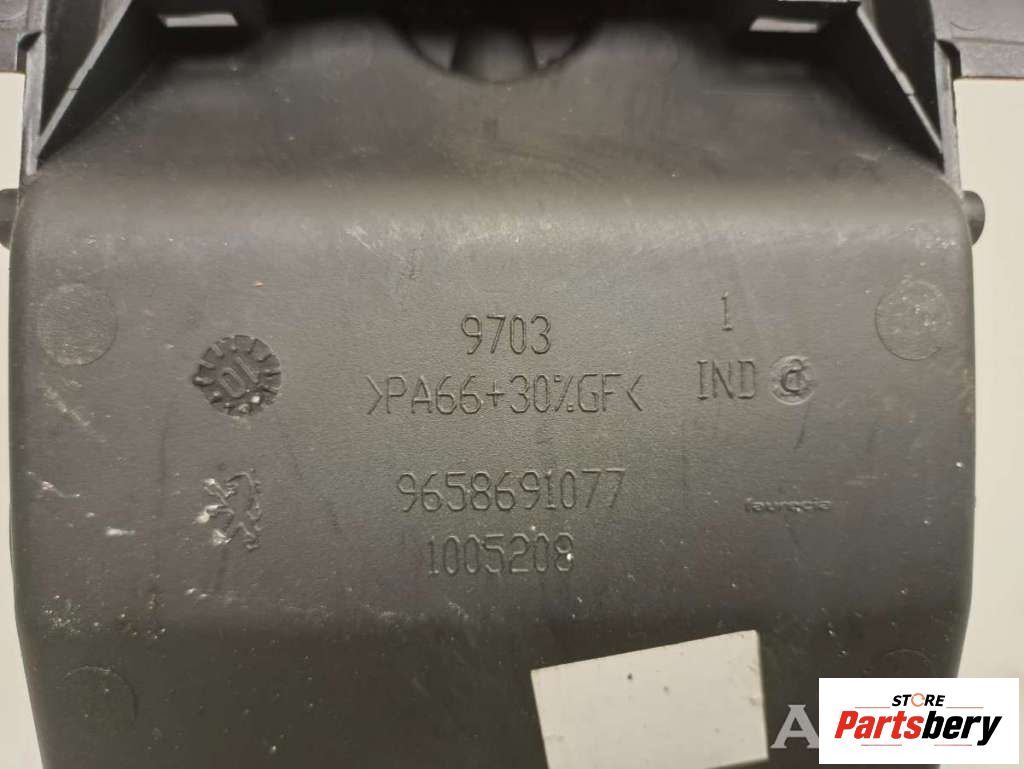 9703
1
>PA66+30%GF<
IND
9658691077
faurecia
1005208
A
STORE
Partsbery